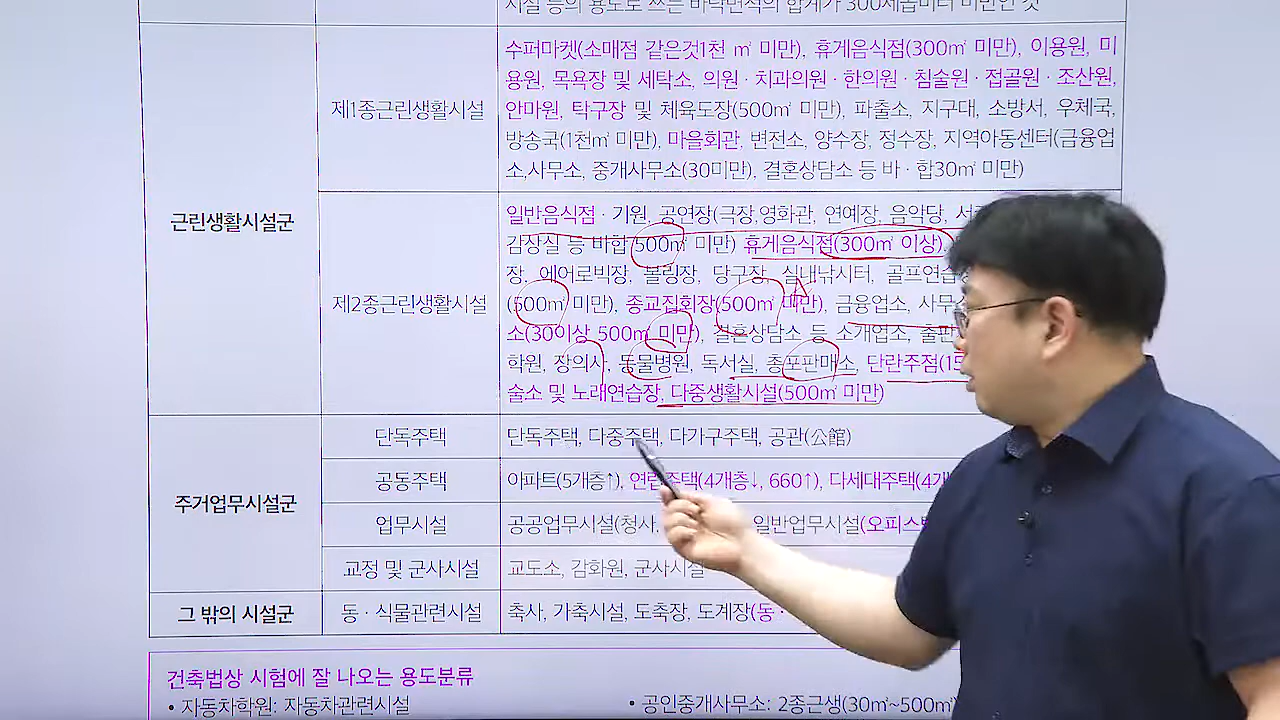 시설 등의 용도로 쓰는 바닥면적의 합계가 300제곱미터 미만인 것
근린생활시설군
제1종근린생활시설
수퍼마켓(소매점 같은것1천 ㎡ 미만), 휴게음식점(300㎡ 미만), 이용원, 미
용원, 목욕장 및 세탁소, 의원 · 치과의원 · 한의원 · 침술원 · 접골원 · 조산원,
안마원, 탁구장 및 체육도장(500㎡ 미만), 파출소, 지구대, 소방서, 우체국,
방송국(1천㎡ 미만), 마을회관, 변전소, 양수장, 정수장, 지역아동센터(금융업
소,사무소, 중개사무소(30미만), 결혼상담소 등 바 · 합30㎡ 미만)
제2종근린생활시설
일반음식점 · 기원, 공연장(극장,영화관, 연예장, 음악당, 서
감장실 등 바합 500㎡ 미만) 휴게음식점(300㎡ 이상),
장, 에어로빅장, 볼링장, 당구장, 실내낚시터, 골프연습
(500㎡ 미만), 종교집회장(500㎡ 미만), 금융업소, 사무
소(30이상 500㎡ 미만), 결혼상담소 등 소개업소, 출판
학원, 장의사, 동물병원, 독서실, 총포판매소, 단란주점(15
술소 및 노래연습장, 다중생활시설(500㎡ 미만)
주거업무시설군
단독주택
단독주택, 다중주택, 다가구주택, 공관(公館)
공동주택
아파트(5개층↑), 연립주택(4개층↓, 660↑), 다세대주택(4개
업무시설
공공업무시설(청사, 일반업무시설(오피스
교정 및 군사시설
교도소, 감화원, 군사시설
그 밖의 시설군
동 · 식물관련시설
축사, 가축시설, 도축장, 도계장(동 ·
건축법상 시험에 잘 나오는 용도분류
• 자동차학원: 자동차관련시설
• 공인중개사무소: 2종근생(30㎡~500㎡